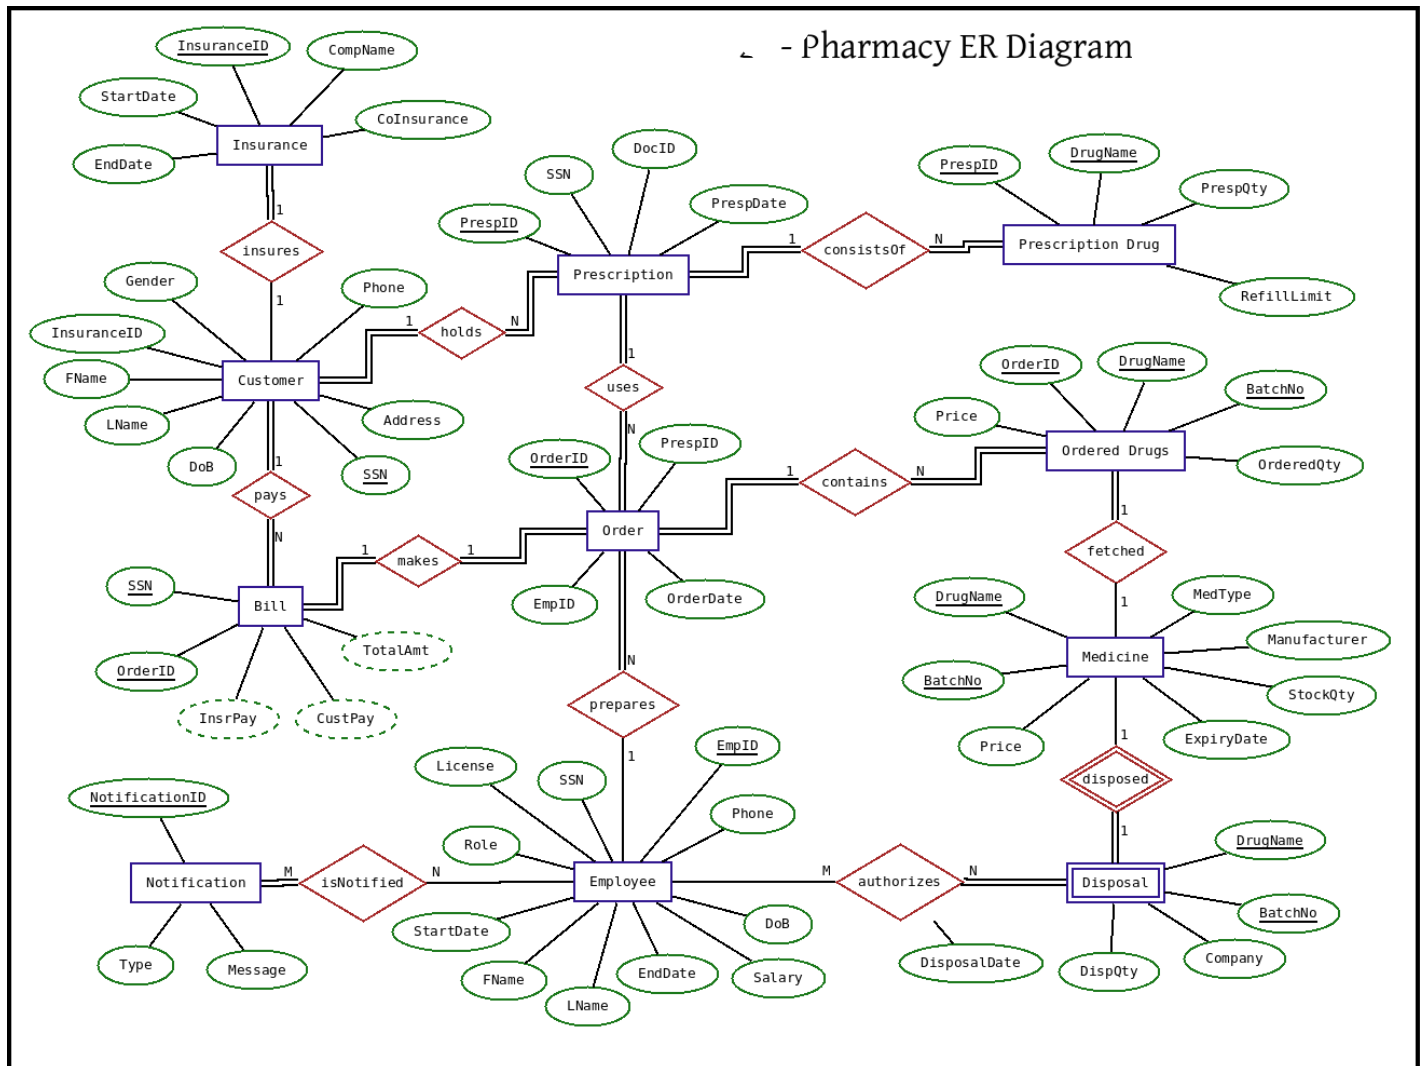 - Pharmacy ER Diagram
InsuranceID
CompName
StartDate
CoInsurance
EndDate
Insurance
1
insures
1
Gender
Phone
InsuranceID
FName
Customer
LName
Address
DoB
SSN
1
holds
N
1
pays
N
SSN
DocID
PrespID
PrespDate
Prescription
1
consistsOf
N
PrespID
DrugName
PrespQty
Prescription Drug
RefillLimit
1
uses
N
OrderID
PrespID
Order
EmpID
OrderDate
1
contains
N
OrderID
DrugName
BatchNo
Price
Ordered Drugs
OrderedQty
1
fetched
1
1
makes
1
SSN
Bill
OrderID
TotalAmt
InsrPay
CustPay
DrugName
MedType
Manufacturer
Medicine
BatchNo
StockQty
Price
ExpiryDate
1
disposed
1
N
prepares
1
License
SSN
EmpID
Role
Phone
Employee
StartDate
DoB
FName
LName
EndDate
Salary
NotificationID
Notification
Type
Message
M
isNotified
N
M
authorizes
N
DisposalDate
DrugName
Disposal
BatchNo
DispQty
Company